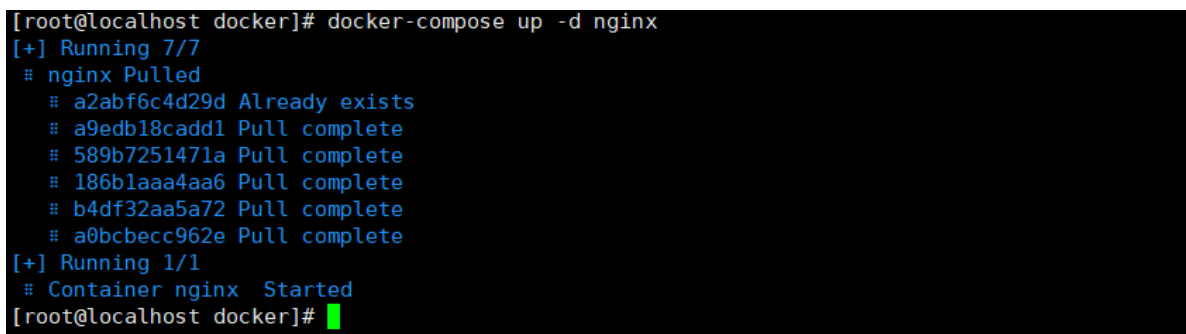 [root@localhost docker]# docker-compose up -d nginx
[+] Running 7/7
⠿ nginx Pulled
⠿ a2abf6c4d29d Already exists
⠿ a9edb18cadd1 Pull complete
⠿ 589b7251471a Pull complete
⠿ 186b1aaa4aa6 Pull complete
⠿ b4df32aa5a72 Pull complete
⠿ a0bcbecc962e Pull complete
[+] Running 1/1
⠿ Container nginx  Started
[root@localhost docker]#